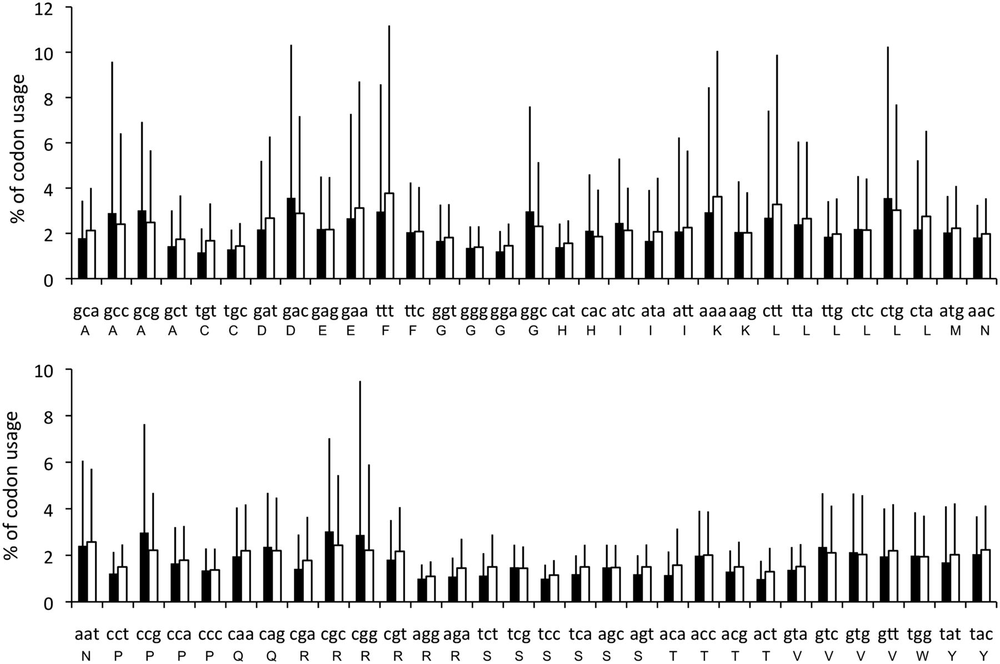 12
10
8
6
4
2
0
% of codon usage
gca gcc gcg gct tgt tgc gat gac gag gaa ttt ttc ggt ggg gga ggc cat cac atc ata att aaa aag ctt tta ttg ctc ctg cta atg aac
A A A A C C D D E E F F G G G G H H I I I K K L L L L L L M N
10
8
6
4
2
0
% of codon usage
aat cct ccg cca ccc caa cag cga cgc cgg cgt agg aga tct tcg tcc tca agc agt aca acc acg act gta gtc gtg gtt tgg tat tac
N P P P P Q Q R R R R R R S S S S S S T T T T V V V V W Y Y